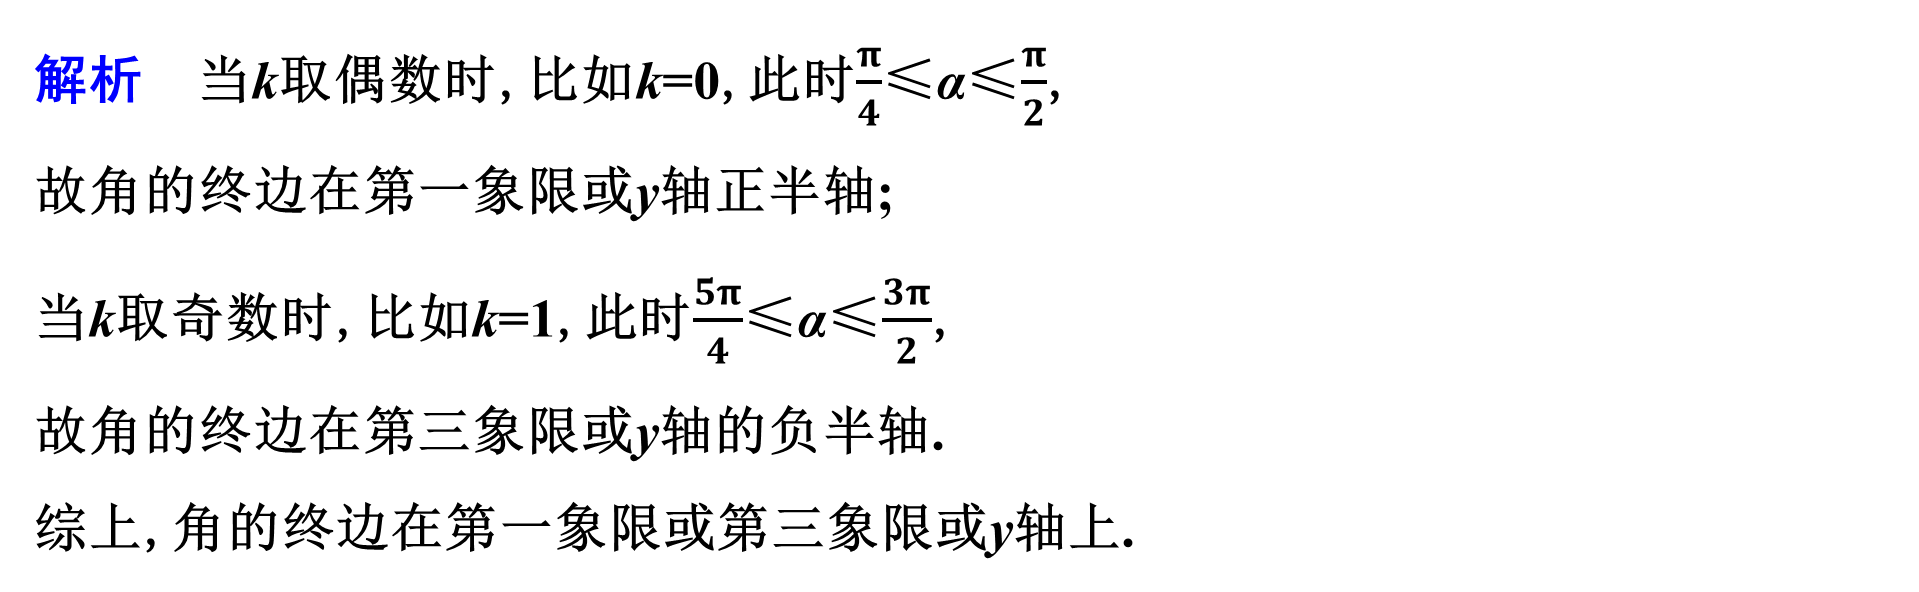 解析 当k取偶数时, 比如k=0, 此时π/4≤α≤π/2,
故角的终边在第一象限或y轴正半轴;
当k取奇数时, 比如k=1, 此时5π/4≤α≤3π/2,
故角的终边在第三象限或y轴的负半轴.
综上, 角的终边在第一象限或第三象限或y轴上.